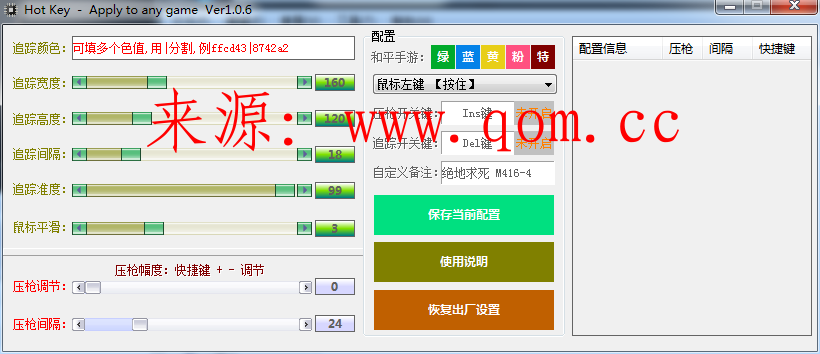 Hot Key - Apply to any game Ver1.0.6
追踪颜色: 可填多个色值,用|分割,例ffcd43|8742a2
追踪宽度: 160
追踪高度: 120
追踪间隔: 18
追踪准度: 99
鼠标平滑: 3
压枪幅度: 快捷键 + - 调节
压枪调节: 0
压枪间隔: 24
配置
和平手游: 绿 蓝 黄 粉 特
鼠标左键 【按住】
压枪开关键: Ins键 未开启
追踪开关键: Del键 未开启
自定义备注: 绝地求死 M416-4
保存当前配置
使用说明
恢复出厂设置
配置信息 压枪 间隔 快捷键
来源: www.qom.cc